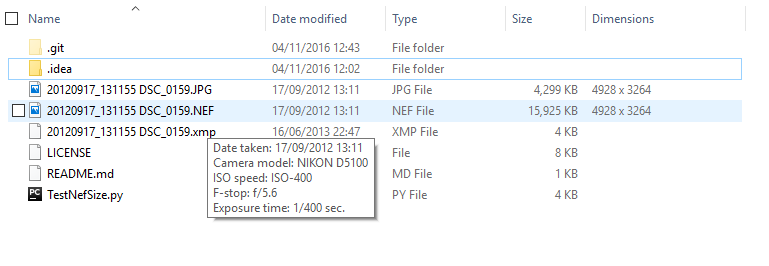 Name Date modified Type Size Dimensions
.git 04/11/2016 12:43 File folder
.idea 04/11/2016 12:02 File folder
20120917_131155 DSC_0159.JPG 17/09/2012 13:11 JPG File 4,299 KB 4928 x 3264
20120917_131155 DSC_0159.NEF 17/09/2012 13:11 NEF File 15,925 KB 4928 x 3264
20120917_131155 DSC_0159.xmp 16/06/2013 22:47 XMP File 4 KB
LICENSE File 8 KB
README.md MD File 1 KB
PC TestNefSize.py PY File 4 KB
Date taken: 17/09/2012 13:11
Camera model: NIKON D5100
ISO speed: ISO-400
F-stop: f/5.6
Exposure time: 1/400 sec.